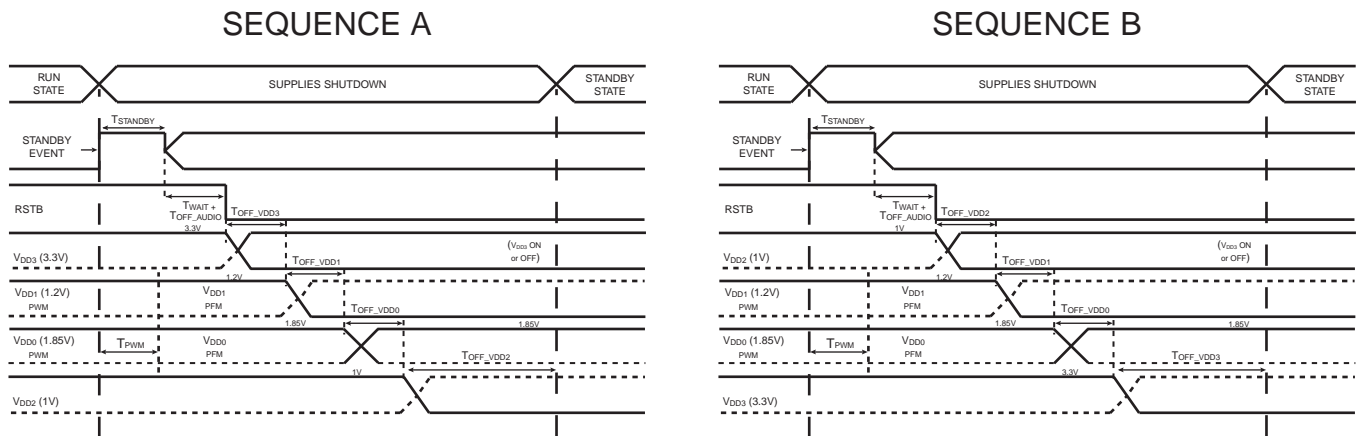 SEQUENCE A
RUN STATE
SUPPLIES SHUTDOWN
STANDBY STATE
TSTANDBY
STANDBY EVENT
RSTB
TWAIT + TOFF_AUDIO
TOFF_VDD3
3.3V
VDD3 (3.3V)
(VDD3 ON or OFF)
TOFF_VDD1
1.2V
VDD1 (1.2V)
PWM
VDD1
PFM
TOFF_VDD0
1.85V
1.85V
VDD0 (1.85V)
PWM
TPWM
VDD0
PFM
TOFF_VDD2
1V
VDD2 (1V)
SEQUENCE B
RUN STATE
SUPPLIES SHUTDOWN
STANDBY STATE
TSTANDBY
STANDBY EVENT
RSTB
TWAIT + TOFF_AUDIO
TOFF_VDD2
1V
VDD2 (1V)
(VDD3 ON or OFF)
TOFF_VDD1
1.2V
VDD1 (1.2V)
PWM
VDD1
PFM
TOFF_VDD0
1.85V
1.85V
VDD0 (1.85V)
PWM
TPWM
VDD0
PFM
TOFF_VDD3
3.3V
VDD3 (3.3V)